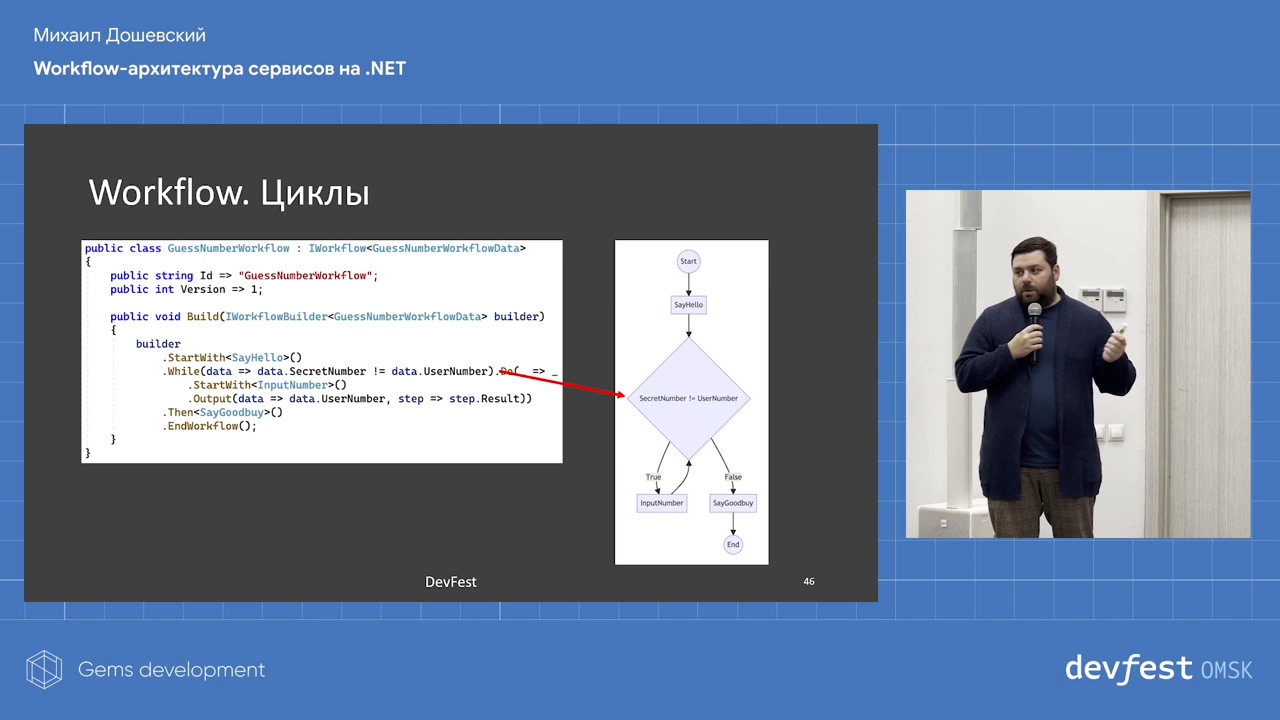 Михаил Дошевский
Workflow-архитектура сервисов на .NET
Workflow. Циклы
public class GuessNumberWorkflow : IWorkflow<GuessNumberWorkflowData>
{
public string Id => "GuessNumberWorkflow";
public int Version => 1;
public void Build(IWorkflowBuilder<GuessNumberWorkflowData> builder)
{
builder
.StartWith<SayHello>()
.While(data => data.SecretNumber != data.UserNumber).Do(_ => _
.StartWith<InputNumber>()
.Output(data => data.UserNumber, step => step.Result))
.Then<SayGoodbuy>()
.EndWorkflow();
}
}
Start
SayHello
SecretNumber != UserNumber
True
False
InputNumber
SayGoodbuy
End
DevFest
46
Gems development
devfest OMSK